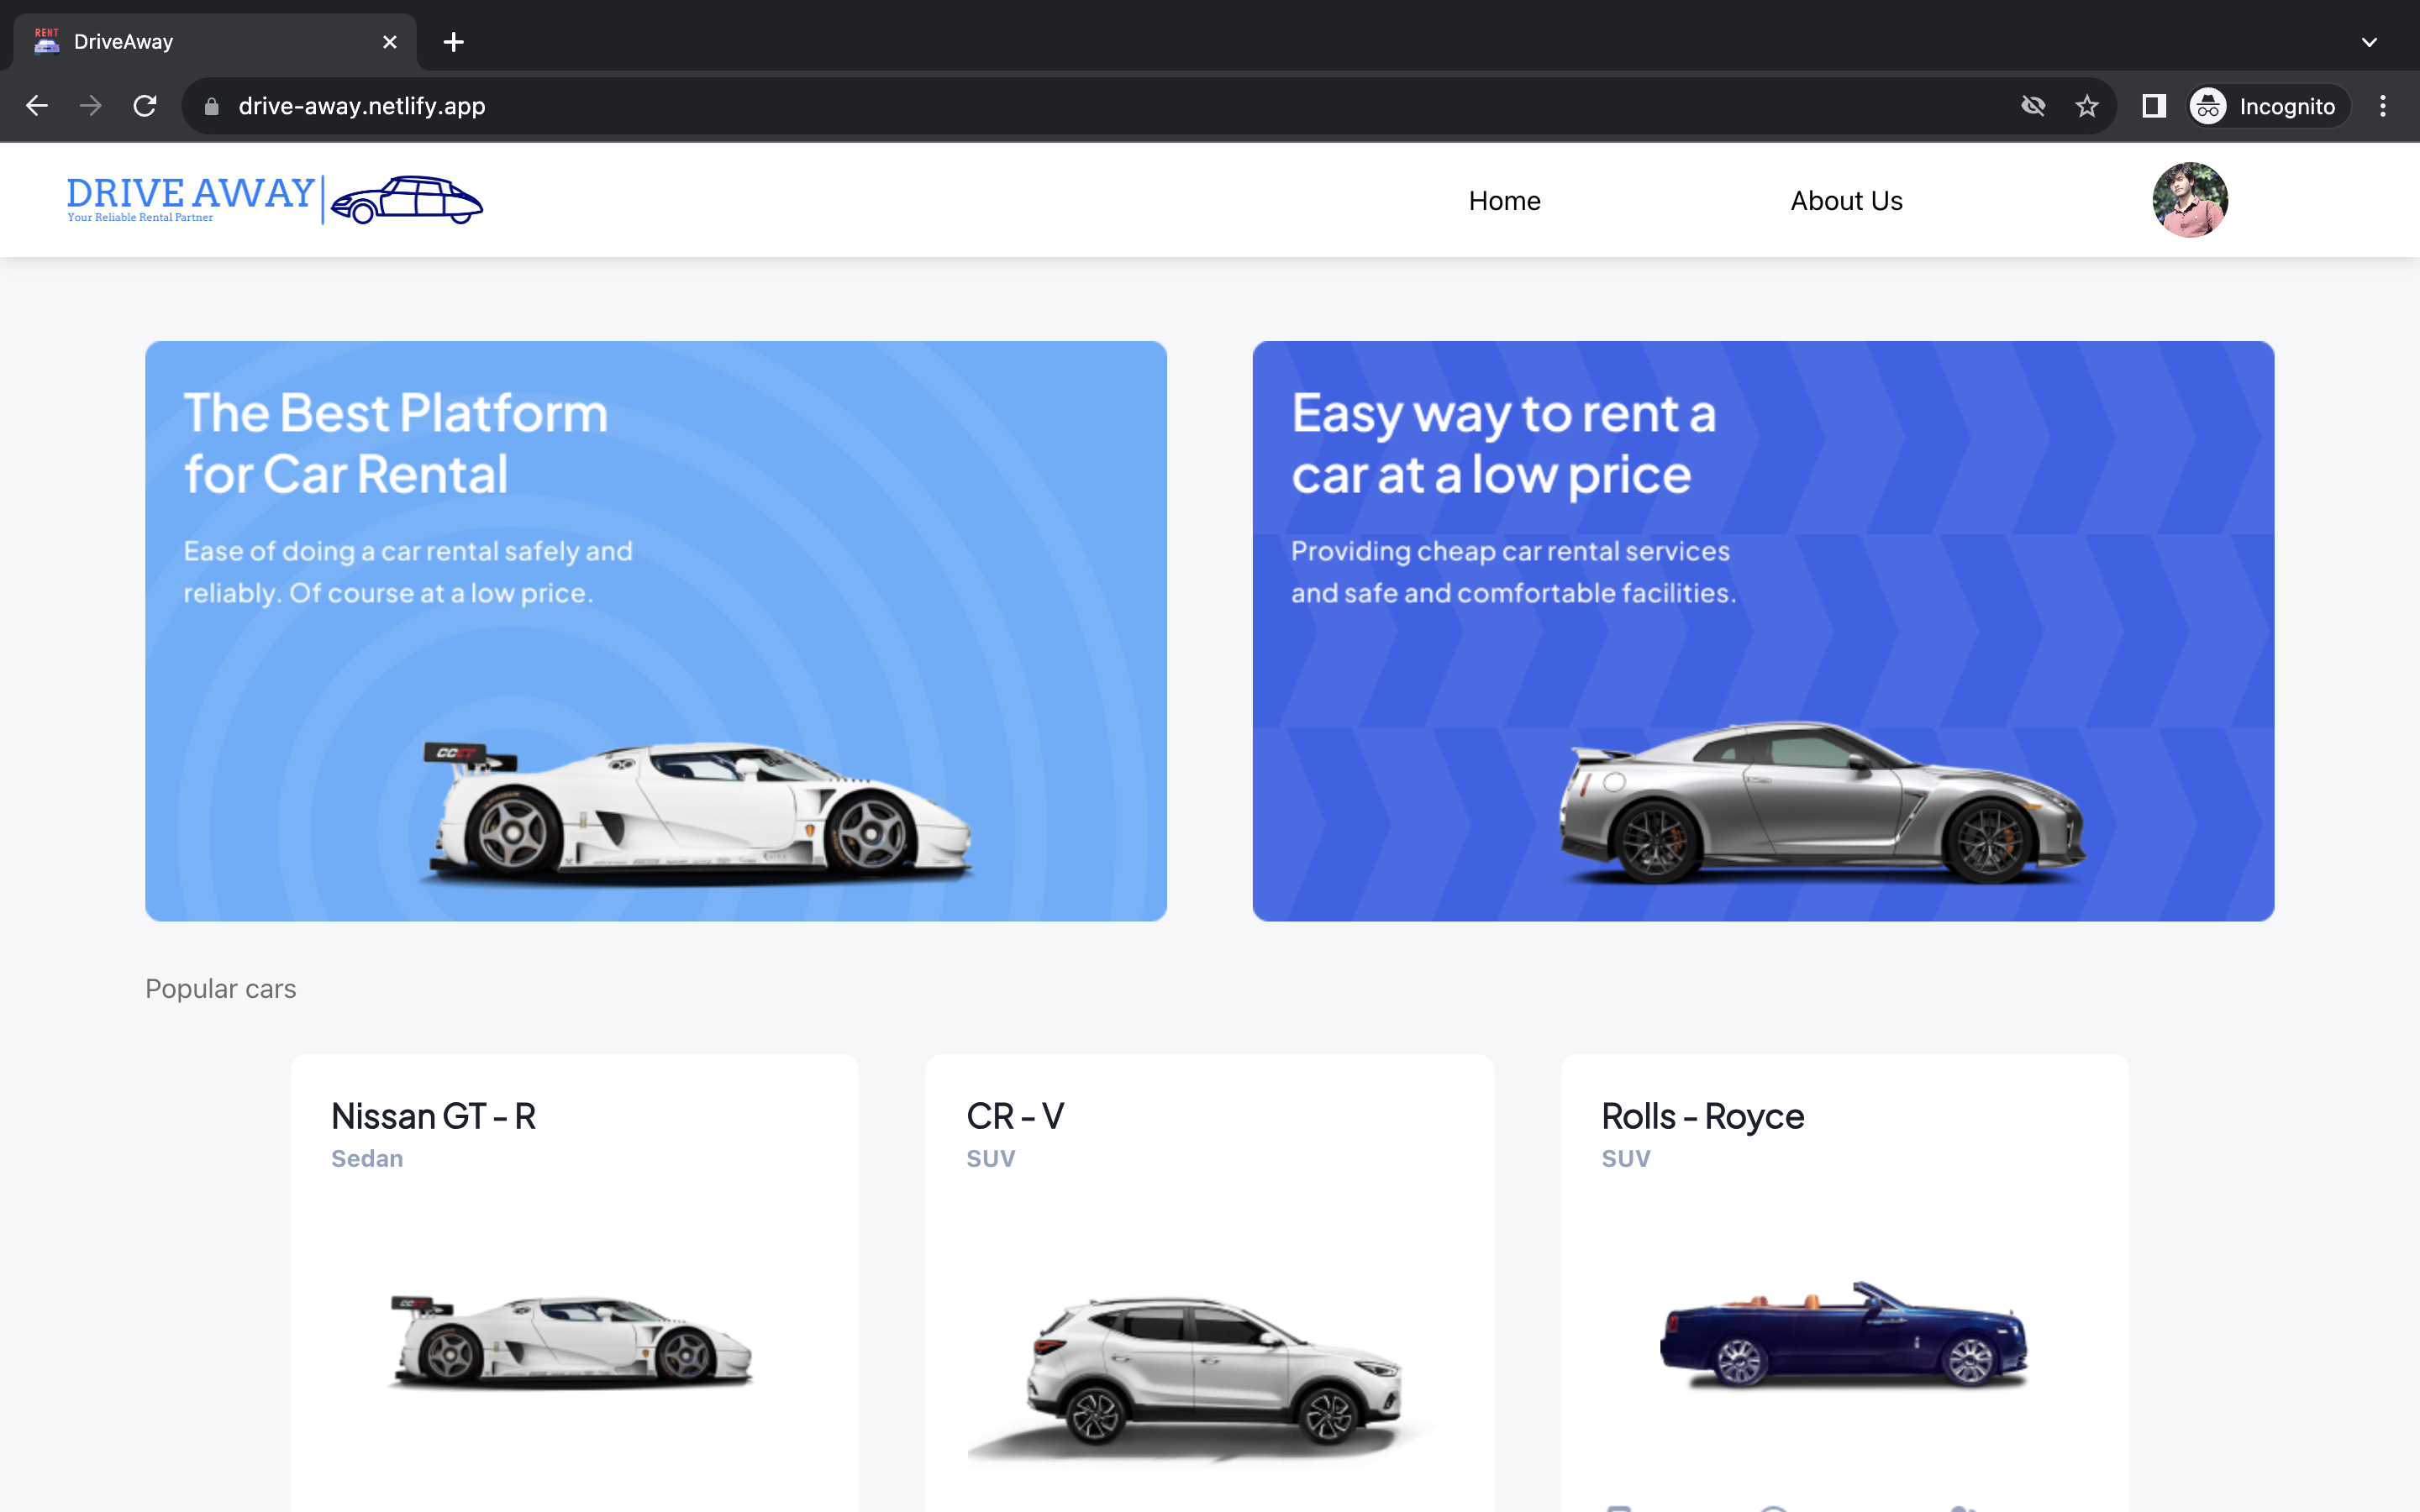 RENT
DriveAway
drive-away.netlify.app
Incognito
DRIVE AWAY
Your Reliable Rental Partner
Home
About Us
The Best Platform
for Car Rental
Ease of doing a car rental safely and
reliably. Of course at a low price.
CCGT
Easy way to rent a
car at a low price
Providing cheap car rental services
and safe and comfortable facilities.
Popular cars
Nissan GT - R
Sedan
CR - V
SUV
Rolls - Royce
SUV
CCGT